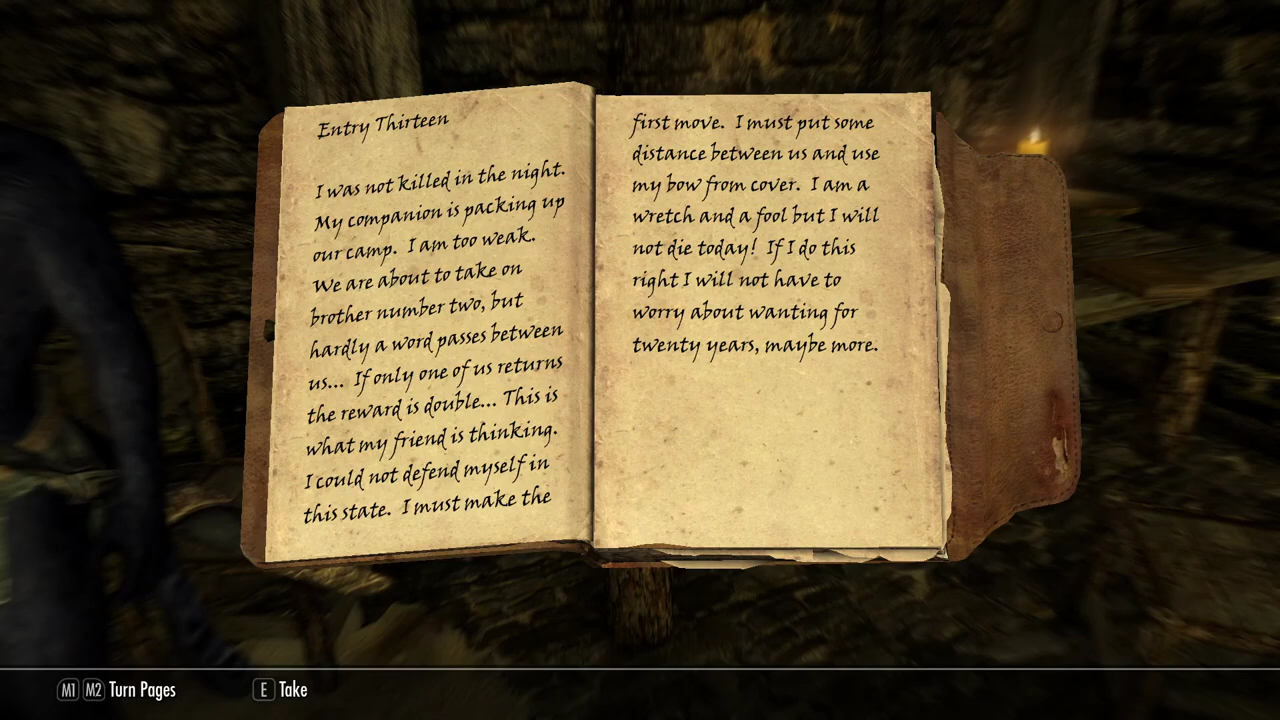 Entry Thirteen
I was not killed in the night.
My companion is packing up
our camp. I am too weak.
We are about to take on
brother number two, but
hardly a word passes between
us... If only one of us returns
the reward is double... This is
what my friend is thinking.
I could not defend myself in
this state. I must make the
first move. I must put some
distance between us and use
my bow from cover. I am a
wretch and a fool but I will
not die today! If I do this
right I will not have to
worry about wanting for
twenty years, maybe more.
M1 M2 Turn Pages
E Take